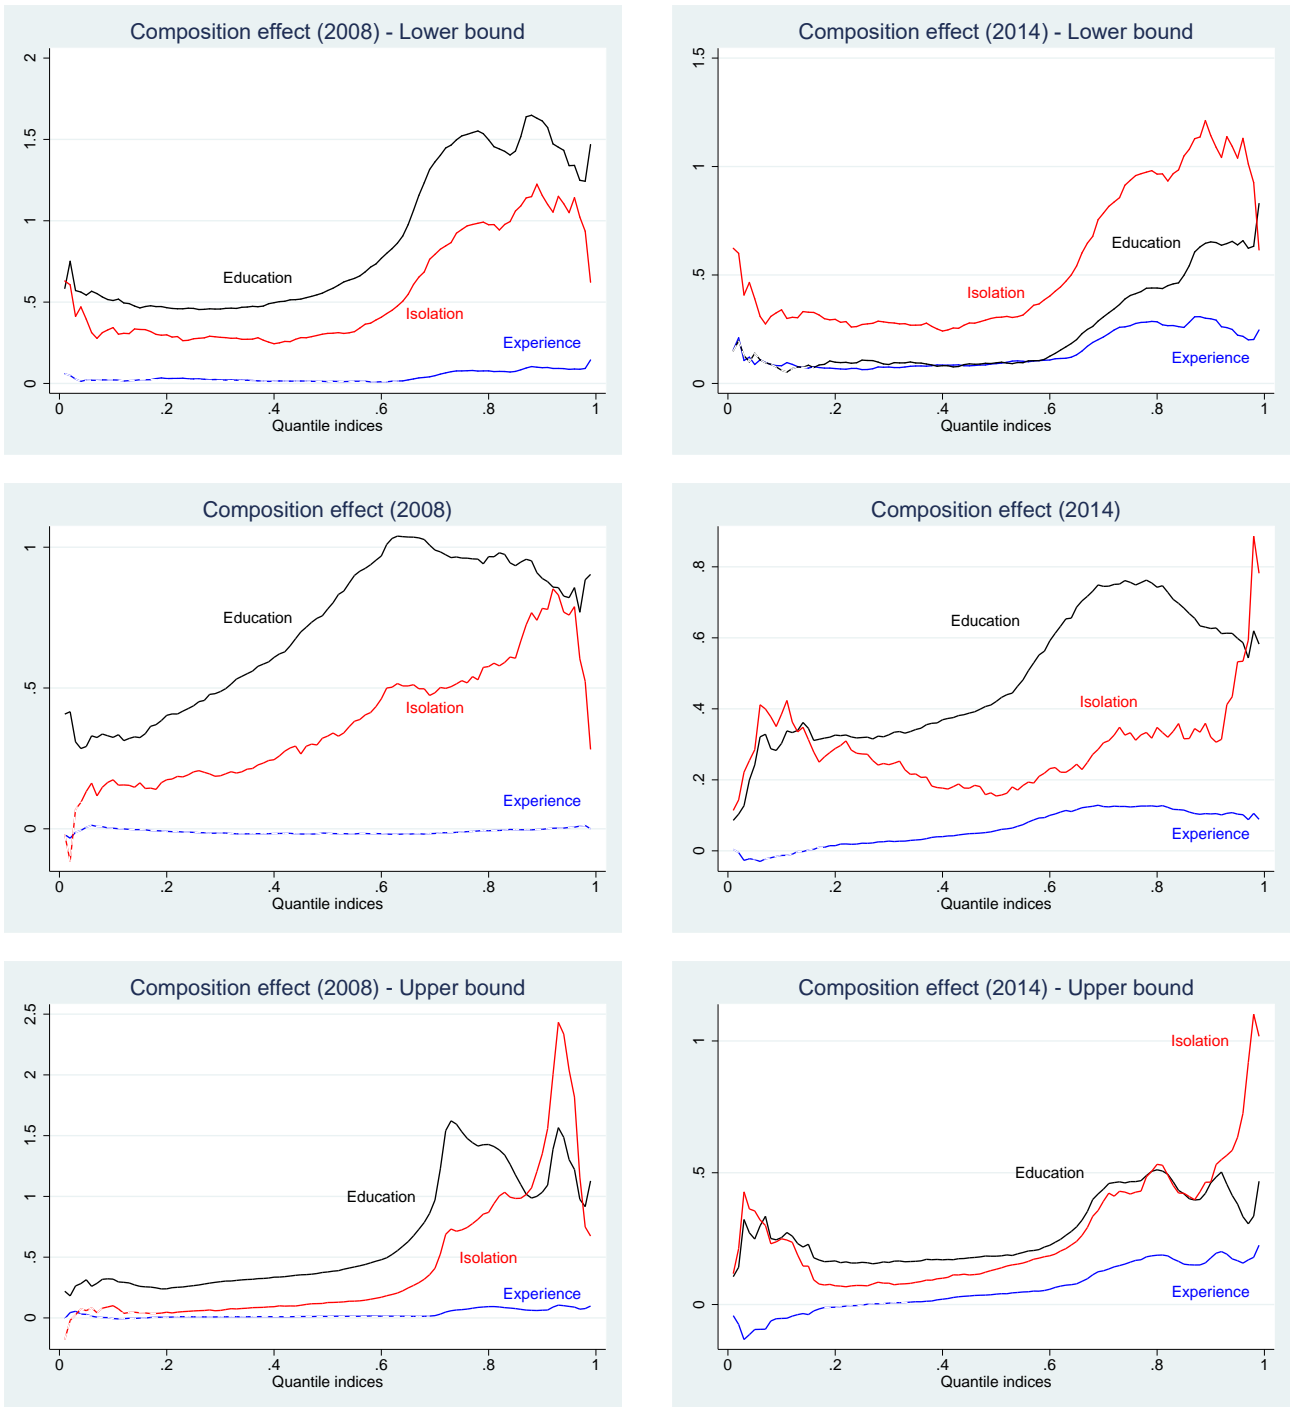 Composition effect (2008) - Lower bound
2
1.5
1
.5
0
Education
Isolation
Experience
0 .2 .4 .6 .8 1
Quantile indices
Composition effect (2014) - Lower bound
1.5
1
.5
0
Education
Isolation
Experience
0 .2 .4 .6 .8 1
Quantile indices
Composition effect (2008)
1
.5
0
Education
Isolation
Experience
0 .2 .4 .6 .8 1
Quantile indices
Composition effect (2014)
.8
.6
.4
.2
0
Education
Isolation
Experience
0 .2 .4 .6 .8 1
Quantile indices
Composition effect (2008) - Upper bound
2.5
2
1.5
1
.5
0
Education
Isolation
Experience
0 .2 .4 .6 .8 1
Quantile indices
Composition effect (2014) - Upper bound
1
.5
0
Isolation
Education
Experience
0 .2 .4 .6 .8 1
Quantile indices